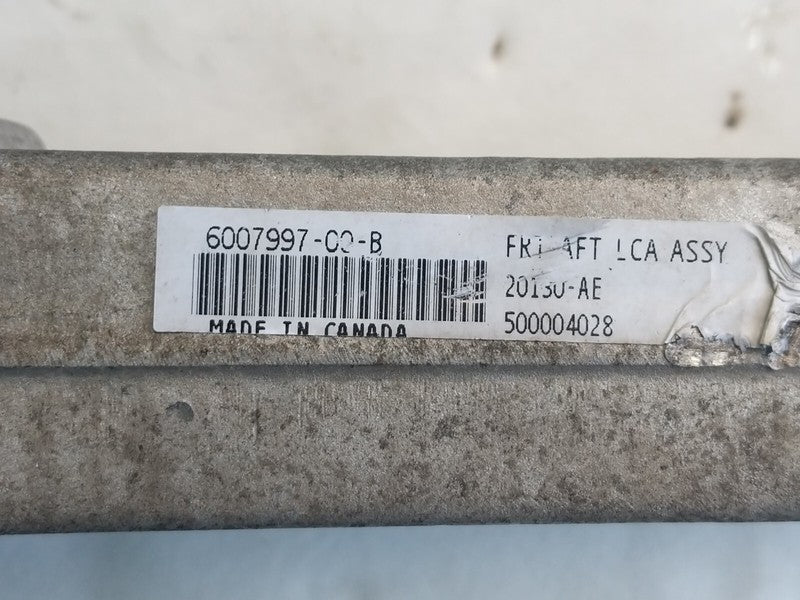 6007997-00-B
MADE IN CANADA
FRT AFT LCA ASSY
20130-AE
500004028